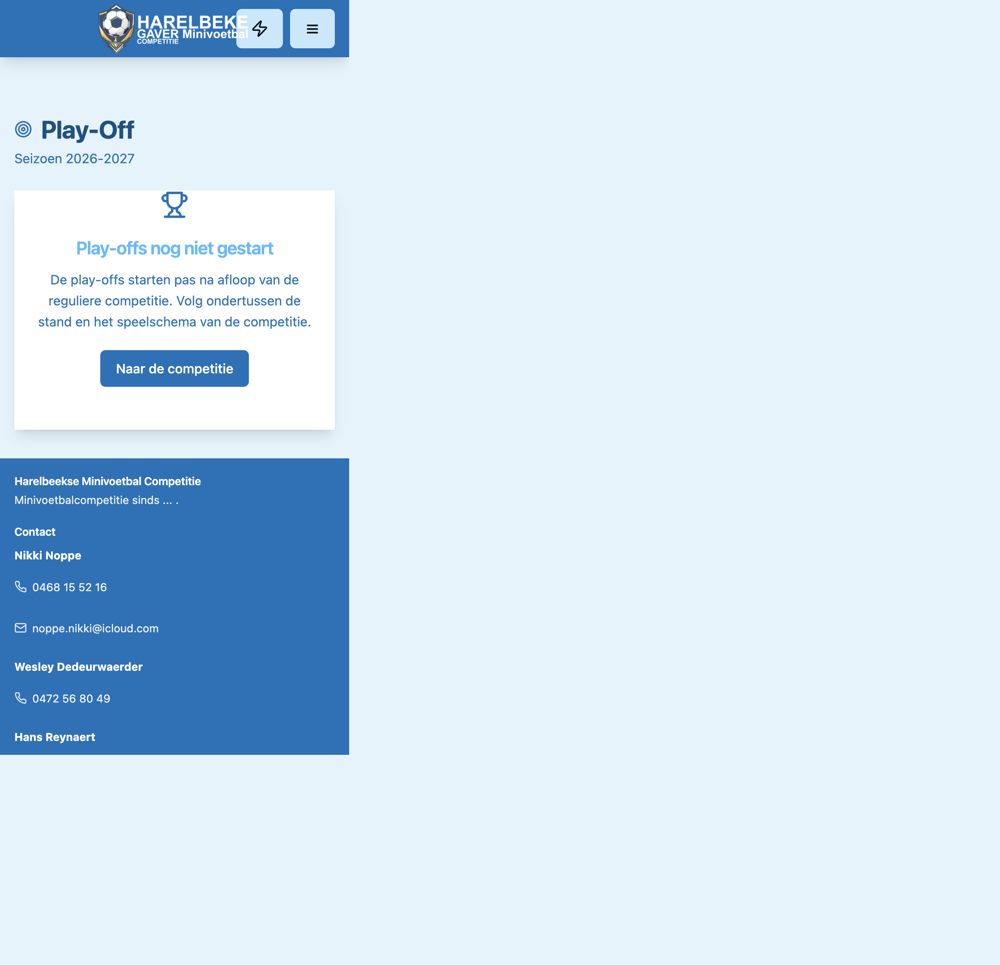 HARELBEKE
GAVER Minivoetbal
COMPETITIE
Play-Off
Seizoen 2026-2027
Play-offs nog niet gestart
De play-offs starten pas na afloop van de
reguliere competitie. Volg ondertussen de
stand en het speelschema van de competitie.
Naar de competitie
Harelbeekse Minivoetbal Competitie
Minivoetbalcompetitie sinds ... .
Contact
Nikki Noppe
0468 15 52 16
noppe.nikki@icloud.com
Wesley Dedeurwaerder
0472 56 80 49
Hans Reynaert